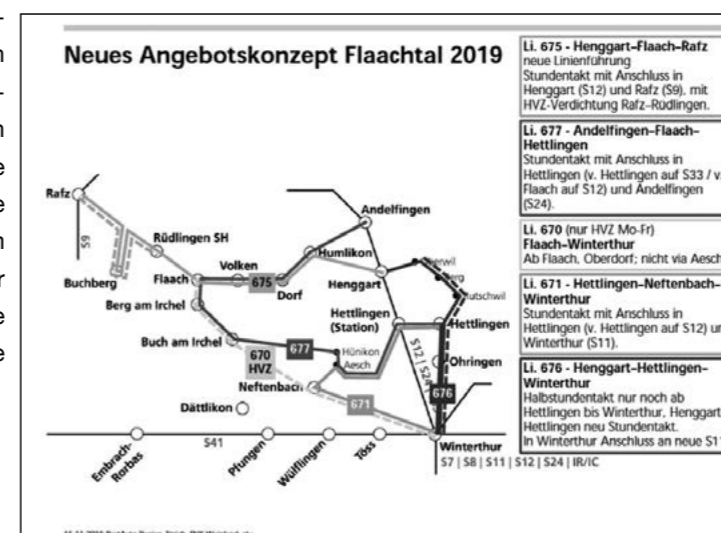 Neues Angebotskonzept Flaachtal 2019
Li. 675 - Henggart–Flaach–Rafz
neue Linienführung
Stundentakt mit Anschluss in
Henggart (S12) und Rafz (S9), mit
HVZ-Verdichtung Rafz–Rüdlingen.
Li. 677 - Andelfingen–Flaach–
Hettlingen
Stundentakt mit Anschluss in
Hettlingen (v. Hettlingen auf S33 / v.
Flaach auf S12) und Andelfingen
(S24).
Li. 670 (nur HVZ Mo-Fr)
Flaach–Winterthur
Ab Flaach, Oberdorf; nicht via Aesch
Li. 671 - Hettlingen–Neftenbach–
Winterthur
Stundentakt mit Anschluss in
Hettlingen (v. Hettlingen auf S12) un
Winterthur (S11).
Li. 676 - Henggart–Hettlingen–
Winterthur
Halbstundentakt nur noch ab
Hettlingen bis Winterthur, Henggart
Hettlingen neu Stundentakt.
In Winterthur Anschluss an neue S11
Rafz
S9
Buchberg
Rüdlingen SH
Flaach
Volken
675
Dorf
Humlikon
Andelfingen
Henggart
erwil
erg
utschwil
Berg am Irchel
Buch am Irchel
677
670
HVZ
Hünikon
Aesch
Hettlingen
(Station)
Hettlingen
S12 | S24
Ohringen
676
Neftenbach
671
Dättlikon
S41
Embrach-
Rorbas
Pfungen
Wülflingen
Töss
Winterthur
S7 | S8 | S11 | S12 | S24 | IR/IC